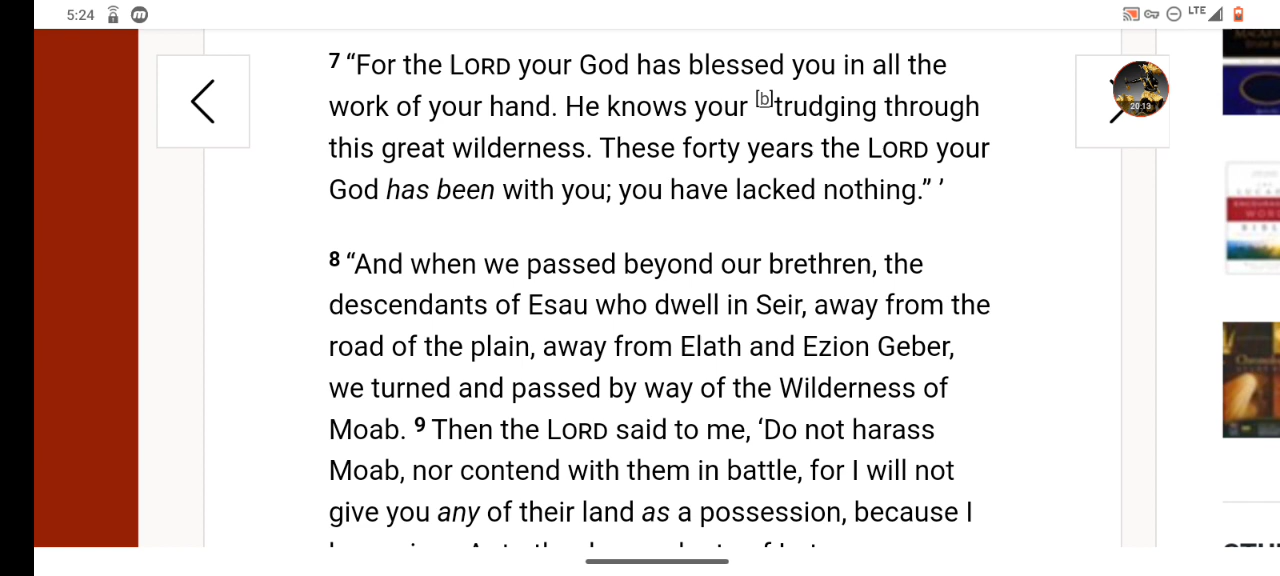 5:24
LTE
7 “For the LORD your God has blessed you in all the
work of your hand. He knows your [b]trudging through
this great wilderness. These forty years the LORD your
God has been with you; you have lacked nothing.” ’
20:13
8 “And when we passed beyond our brethren, the
descendants of Esau who dwell in Seir, away from the
road of the plain, away from Elath and Ezion Geber,
we turned and passed by way of the Wilderness of
Moab. 9 Then the LORD said to me, ‘Do not harass
Moab, nor contend with them in battle, for I will not
give you any of their land as a possession, because I